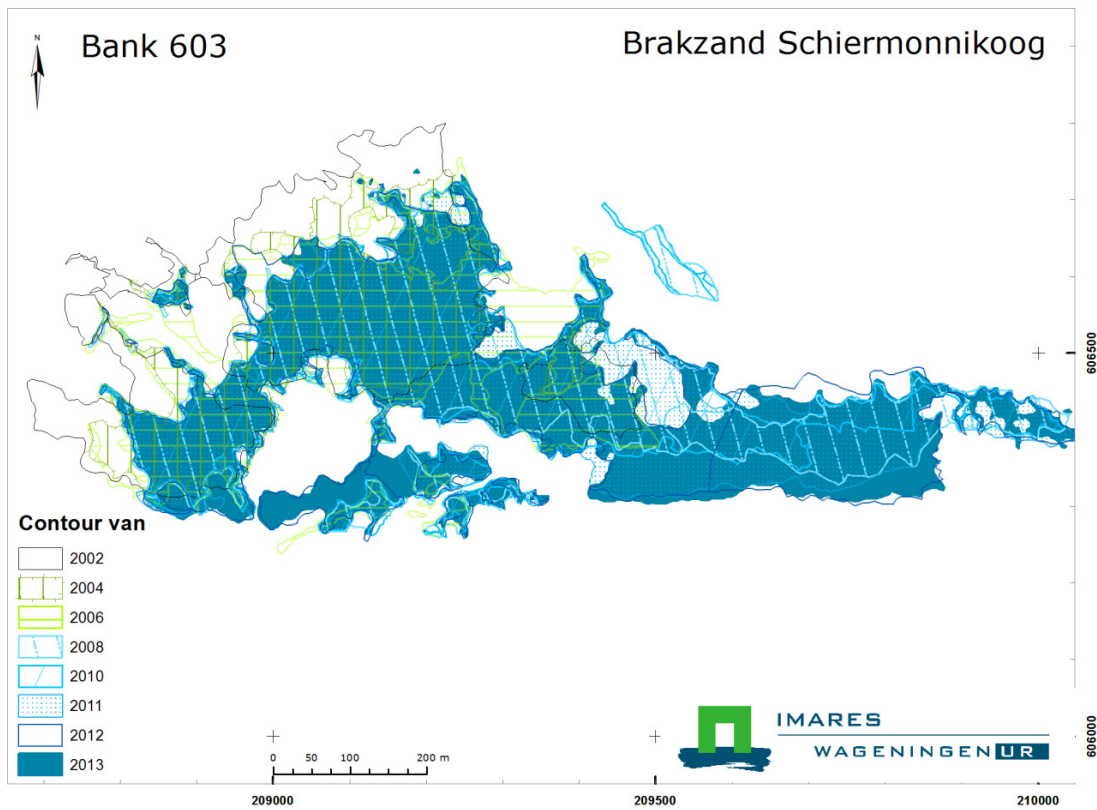 N
Bank 603
Brakzand Schiermonnikoog
606500
Contour van
2002
2004
2006
2008
2010
2011
2012
2013
0 50 100 200 m
IMARES
WAGENINGEN UR
606000
209000
209500
210000